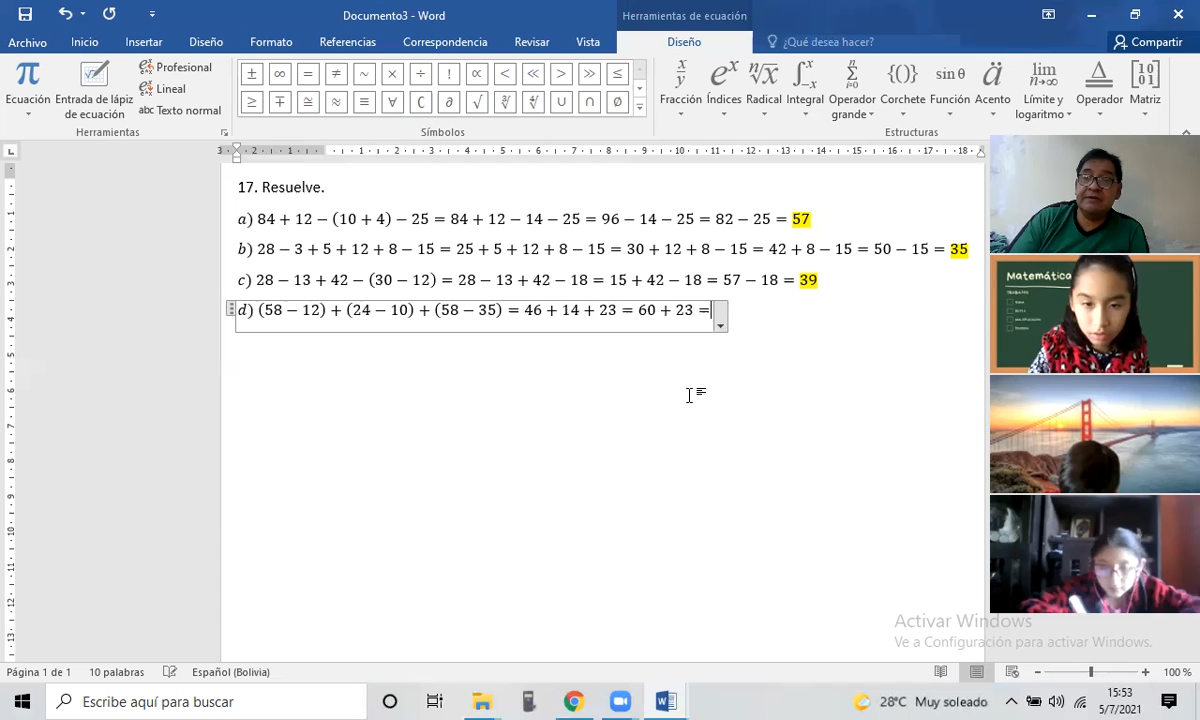 Documento3 - Word
Herramientas de ecuación
Archivo Inicio Insertar Diseño Formato Referencias Correspondencia Revisar Vista Diseño ¿Qué desea hacer? Compartir
π eˣ Profesional
Lineal
abc Texto normal
Ecuación Entrada de lápiz de ecuación
± ∞ = ≠ ~ × ÷ ! ∝ < ≪ > ≫ ≤
≥ ∓ ≅ ≈ ≡ ∀ ∁ ∂ √ ∛ ∜ ∪ ∩ ∅
Fracción Índices Radical Integral Operador grande Corchete Función Acento Límite y logaritmo Operador Matriz
Herramientas Símbolos Estructuras
17. Resuelve.
a) 84 + 12 − (10 + 4) − 25 = 84 + 12 − 14 − 25 = 96 − 14 − 25 = 82 − 25 = 57
b) 28 − 3 + 5 + 12 + 8 − 15 = 25 + 5 + 12 + 8 − 15 = 30 + 12 + 8 − 15 = 42 + 8 − 15 = 50 − 15 = 35
c) 28 − 13 + 42 − (30 − 12) = 28 − 13 + 42 − 18 = 15 + 42 − 18 = 57 − 18 = 39
d) (58 − 12) + (24 − 10) + (58 − 35) = 46 + 14 + 23 = 60 + 23 =
Matemática
Activar Windows
Ve a Configuración para activar Windows.
Página 1 de 1 10 palabras Español (Bolivia) 100 %
Escribe aquí para buscar
28°C Muy soleado
15:53
5/7/2021